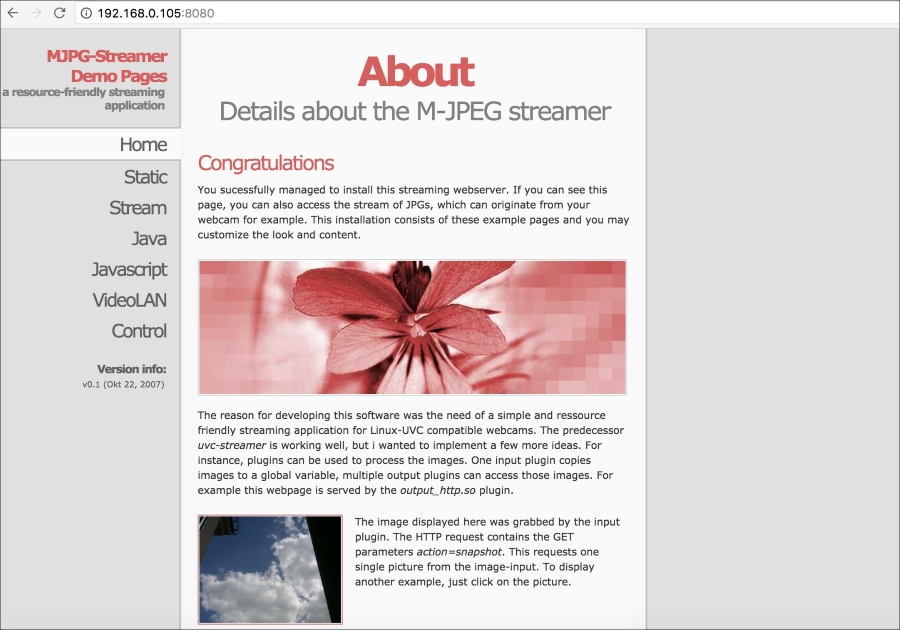 192.168.0.105:8080
MJPG-Streamer
Demo Pages
a resource-friendly streaming
application
Home
Static
Stream
Java
Javascript
VideoLAN
Control
Version info:
v0.1 (Okt 22, 2007)
About
Details about the M-JPEG streamer
Congratulations
You sucessfully managed to install this streaming webserver. If you can see this
page, you can also access the stream of JPGs, which can originate from your
webcam for example. This installation consists of these example pages and you may
customize the look and content.
The reason for developing this software was the need of a simple and ressource
friendly streaming application for Linux-UVC compatible webcams. The predecessor
uvc-streamer is working well, but i wanted to implement a few more ideas. For
instance, plugins can be used to process the images. One input plugin copies
images to a global variable, multiple output plugins can access those images. For
example this webpage is served by the output_http.so plugin.
The image displayed here was grabbed by the input
plugin. The HTTP request contains the GET
parameters action=snapshot. This requests one
single picture from the image-input. To display
another example, just click on the picture.